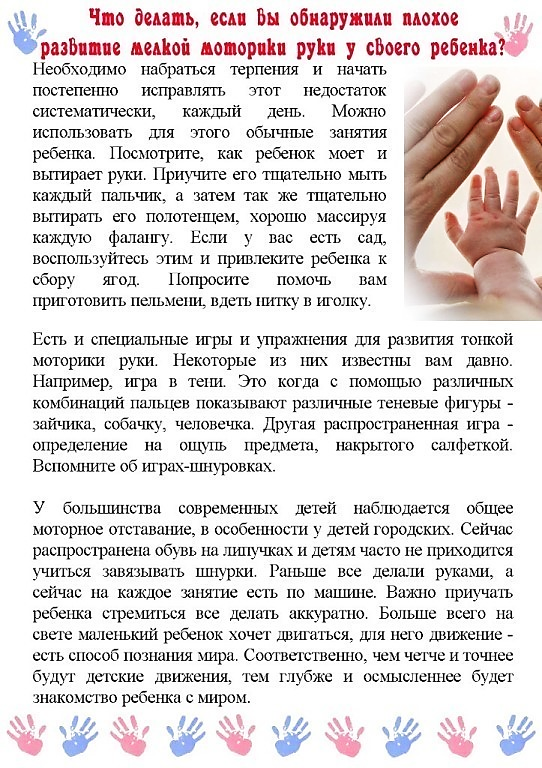 Что делать, если вы обнаружили плохое
развитие мелкой моторики руки у своего ребенка?
Необходимо набраться терпения и начать
постепенно исправлять этот недостаток
систематически, каждый день. Можно
использовать для этого обычные занятия
ребенка. Посмотрите, как ребенок моет и
вытирает руки. Приучите его тщательно мыть
каждый пальчик, а затем так же тщательно
вытирать его полотенцем, хорошо массируя
каждую фалангу. Если у вас есть сад,
воспользуйтесь этим и привлеките ребенка к
сбору ягод. Попросите помочь вам
приготовить пельмени, вдеть нитку в иголку.
Есть и специальные игры и упражнения для развития тонкой
моторики руки. Некоторые из них известны вам давно.
Например, игра в тени. Это когда с помощью различных
комбинаций пальцев показывают различные теневые фигуры -
зайчика, собачку, человечка. Другая распространенная игра -
определение на ощупь предмета, накрытого салфеткой.
Вспомните об играх-шнуровках.
У большинства современных детей наблюдается общее
моторное отставание, в особенности у детей городских. Сейчас
распространена обувь на липучках и детям часто не приходится
учиться завязывать шнурки. Раньше все делали руками, а
сейчас на каждое занятие есть по машине. Важно приучать
ребенка стремиться все делать аккуратно. Больше всего на
свете маленький ребенок хочет двигаться, для него движение -
есть способ познания мира. Соответственно, чем четче и точнее
будут детские движения, тем глубже и осмысленнее будет
знакомство ребенка с миром.